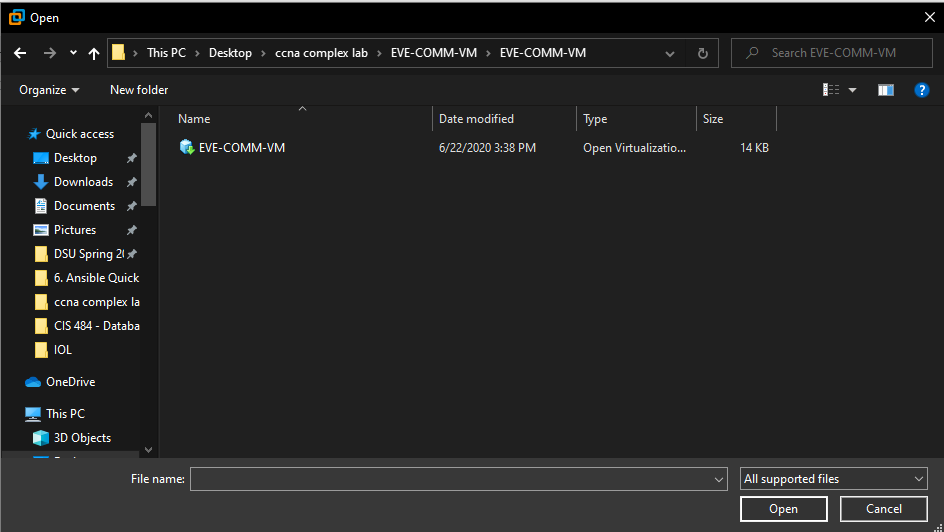 Open
This PC > Desktop > ccna complex lab > EVE-COMM-VM > EVE-COMM-VM
Search EVE-COMM-VM
Organize
New folder
?
Quick access
Desktop
Downloads
Documents
Pictures
DSU Spring 20
6. Ansible Quick
ccna complex la
CIS 484 - Databa
IOL
OneDrive
This PC
3D Objects
Name Date modified Type Size
EVE-COMM-VM 6/22/2020 3:38 PM Open Virtualizatio... 14 KB
File name:
All supported files
Open Cancel